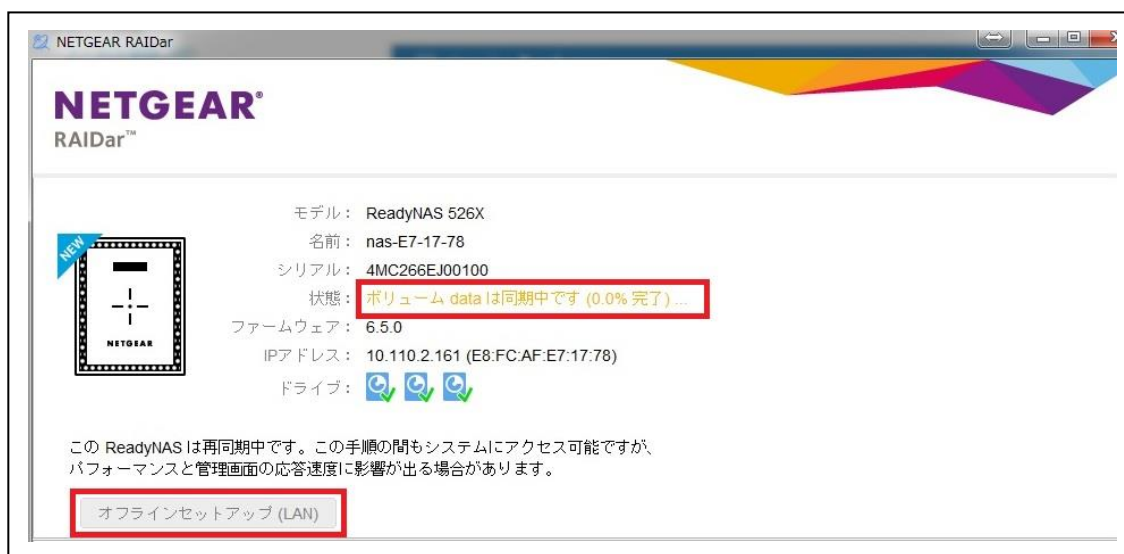 NETGEAR RAIDar
NETGEAR®
RAIDar™
モデル： ReadyNAS 526X
名前： nas-E7-17-78
シリアル： 4MC266EJ00100
状態： ボリューム data は同期中です (0.0% 完了) ...
ファームウェア： 6.5.0
IPアドレス： 10.110.2.161 (E8:FC:AF:E7:17:78)
ドライブ：
NEW
NETGEAR
この ReadyNAS は再同期中です。この手順の間もシステムにアクセス可能ですが、
パフォーマンスと管理画面の応答速度に影響が出る場合があります。
オフラインセットアップ (LAN)